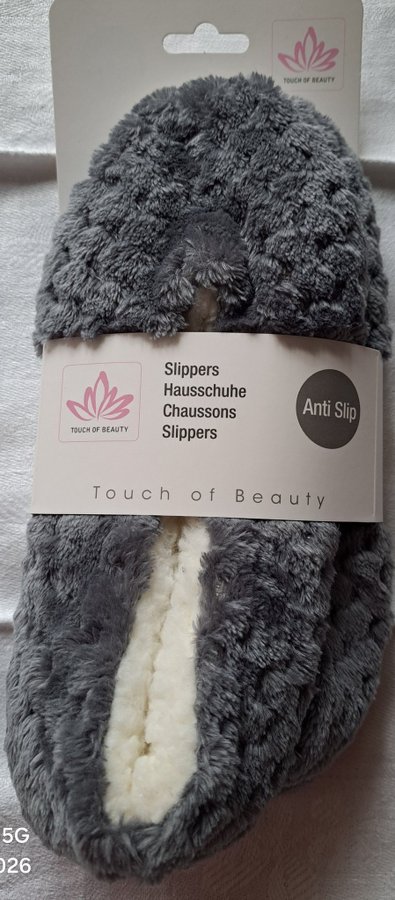 TOUCH OF BEAUTY
Slippers
Hausschuhe
Chaussons
Slippers
Anti Slip
TOUCH OF BEAUTY
Touch of Beauty
5G
026